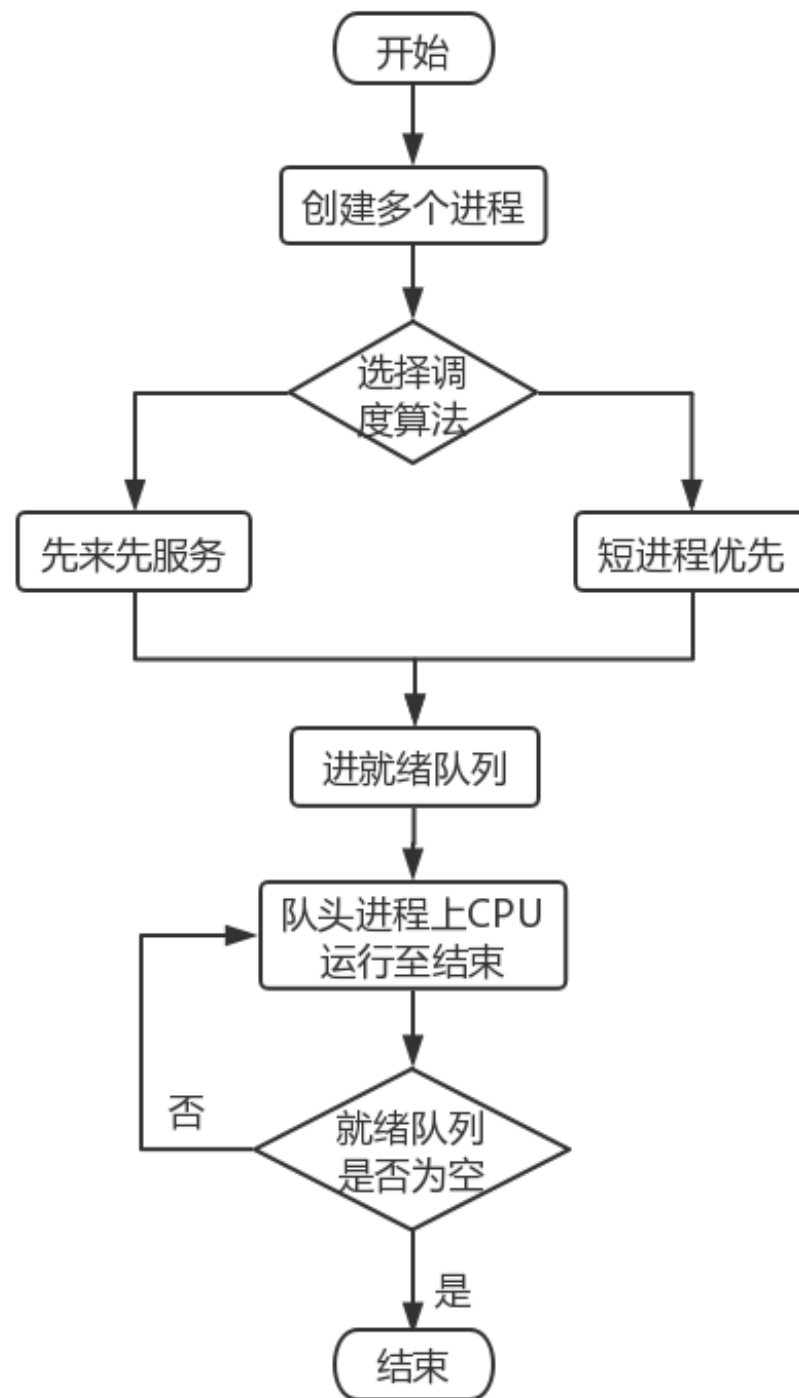 开始
创建多个进程
选择调
度算法
先来先服务
短进程优先
进就绪队列
队头进程上CPU
运行至结束
否
就绪队列
是否为空
是
结束